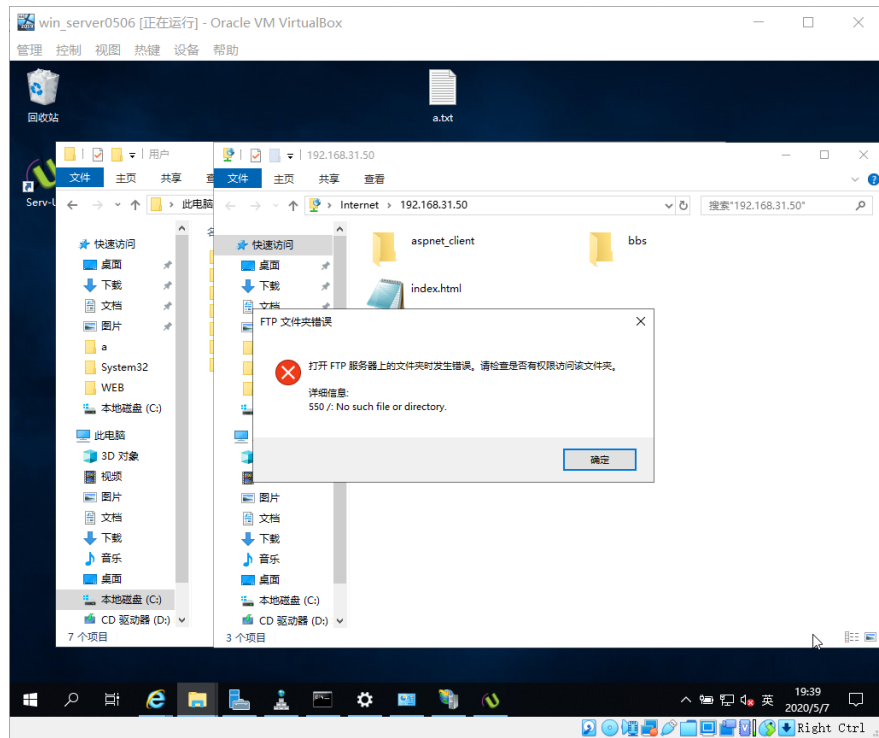 win_server0506 [正在运行] - Oracle VM VirtualBox
管理 控制 视图 热键 设备 帮助
回收站
a.txt
Serv-U
用户
文件 主页 共享 查
此电脑
快速访问
桌面
下载
文档
图片
a
System32
WEB
本地磁盘 (C:)
此电脑
3D 对象
视频
图片
文档
下载
音乐
桌面
本地磁盘 (C:)
CD 驱动器 (D:)
7 个项目
192.168.31.50
文件 主页 共享 查看
Internet 192.168.31.50
搜索"192.168.31.50"
快速访问
桌面
下载
文档
图片
文档
下载
音乐
桌面
本地磁盘 (C:)
CD 驱动器 (D:)
3 个项目
aspnet_client
bbs
index.html
FTP 文件夹错误
打开 FTP 服务器上的文件夹时发生错误。请检查是否有权限访问该文件夹。
详细信息:
550 /: No such file or directory.
确定
英
19:39
2020/5/7
Right Ctrl